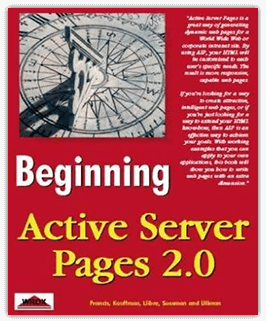 "Active Server Pages is a
great way of generating
dynamic web pages for a
World Wide Web or
corporate intranet site. By
using ASP, your HTML will
be customized to each
user's specific needs. The
result is more responsive,
capable web pages.
If you're looking for a way
to create attractive,
intelligent web pages, or if
you're just looking for a
way to extend your HTML
knowledge, then ASP is an
effective way to achieve
your goals. With working
examples that you can
apply to your own
applications, this book will
show you how to write
web pages with an extra
dimension."
Beginning
Active Server
Pages 2.0
Francis, Kauffman, Llibre, Sussman and Ullman
WROX